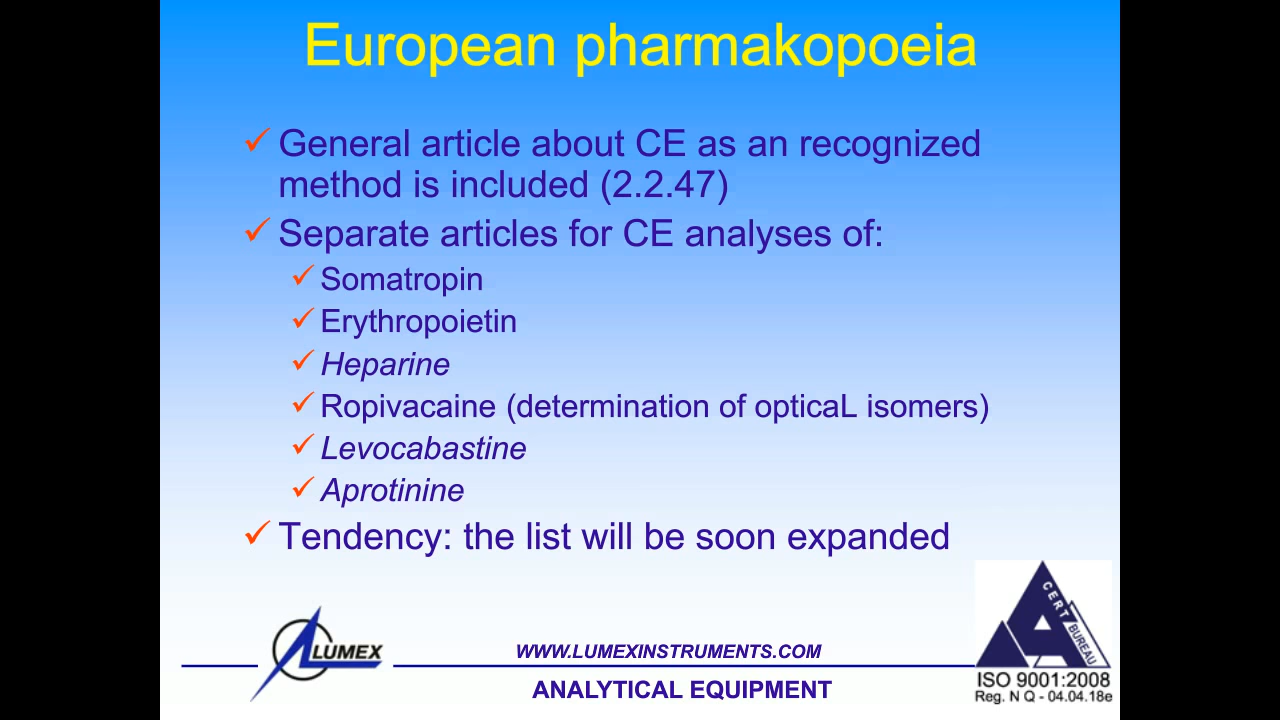 European pharmakopoeia
General article about CE as an recognized
method is included (2.2.47)
Separate articles for CE analyses of:
Somatropin
Erythropoietin
Heparine
Ropivacaine (determination of opticaL isomers)
Levocabastine
Aprotinine
Tendency: the list will be soon expanded
LUMEX
WWW.LUMEXINSTRUMENTS.COM
ANALYTICAL EQUIPMENT
CERT
BUREAU
ISO 9001:2008
Reg. N Q - 04.04.18e